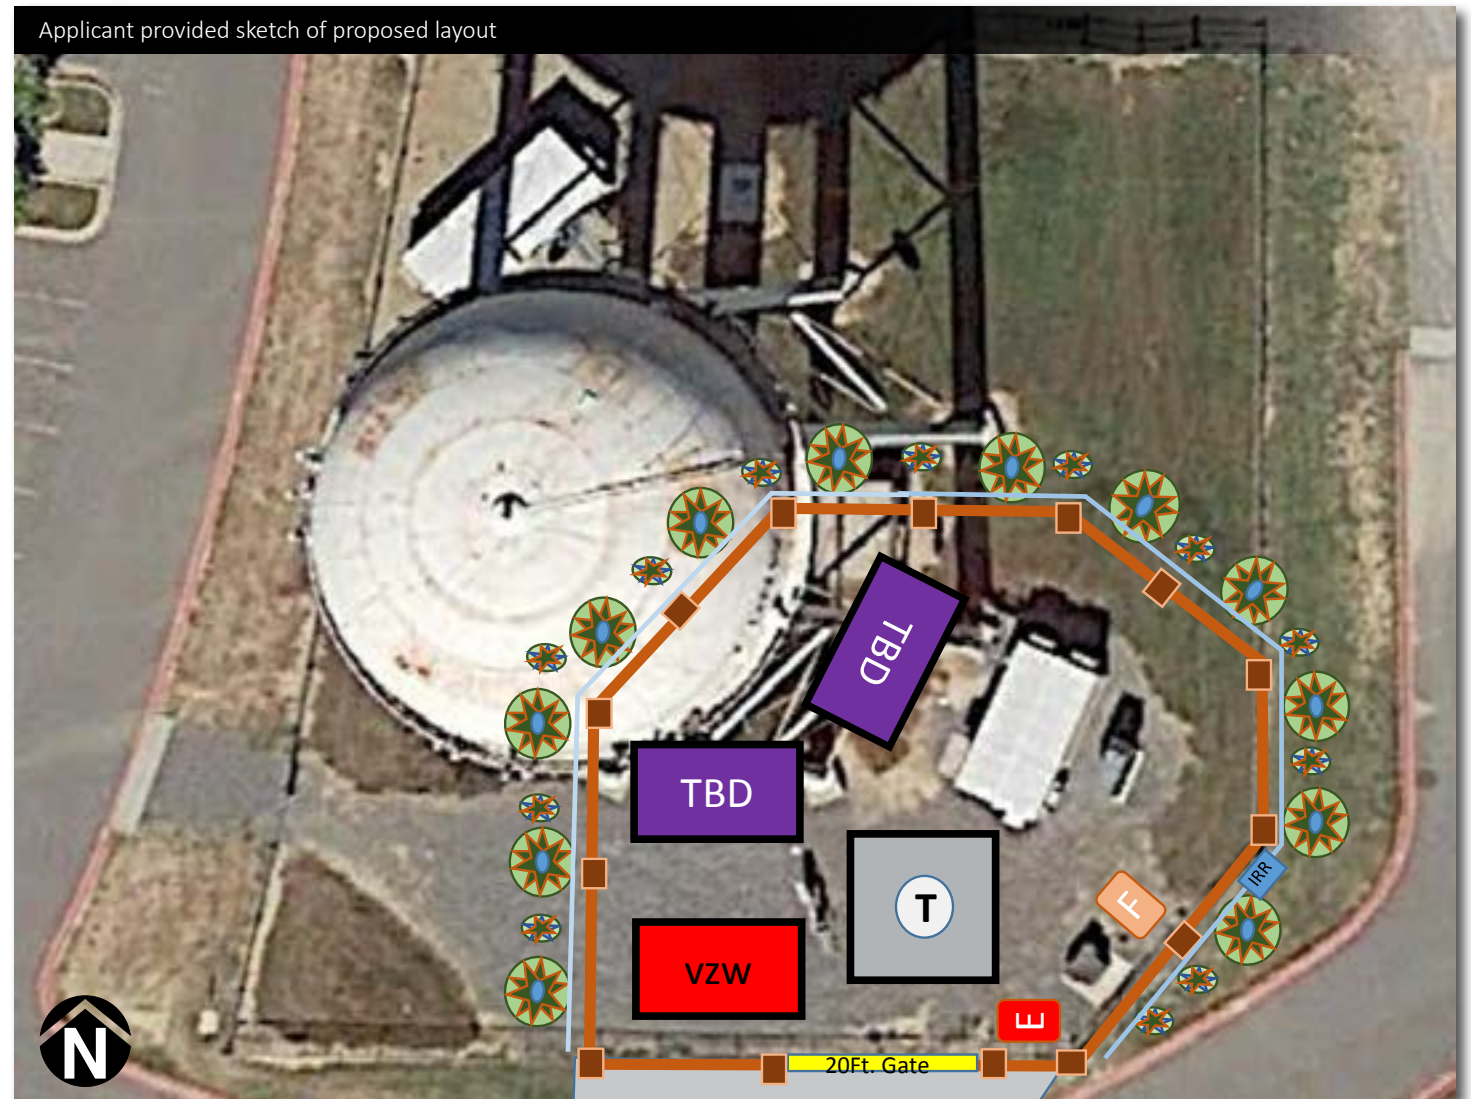 Applicant provided sketch of proposed layout
TBD
TBD
IRR
F
T
VZW
E
N
20Ft. Gate